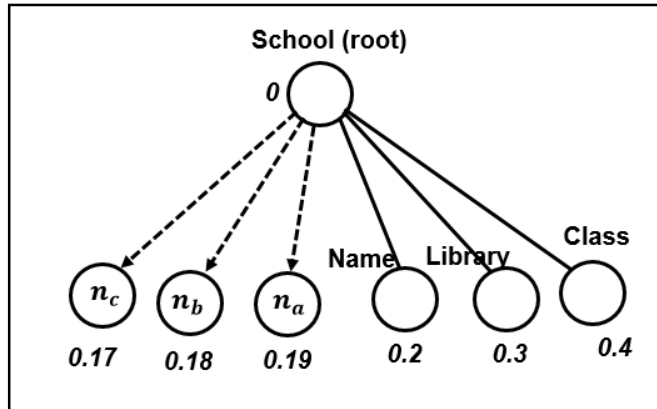 School (root)
0
Name Library Class
n_c n_b n_a
0.17 0.18 0.19 0.2 0.3 0.4